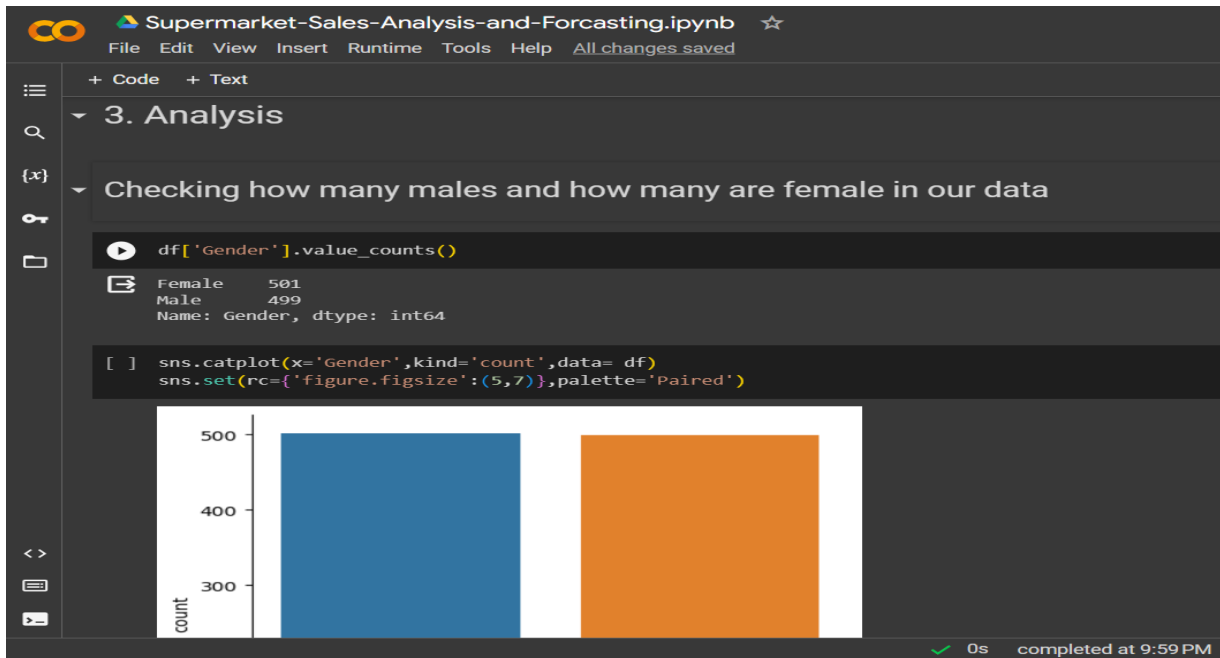 Supermarket-Sales-Analysis-and-Forcasting.ipynb
File Edit View Insert Runtime Tools Help All changes saved
+ Code + Text
3. Analysis
{x}
Checking how many males and how many are female in our data
df['Gender'].value_counts()
Female 501
Male 499
Name: Gender, dtype: int64
[ ] sns.catplot(x='Gender',kind='count',data= df)
sns.set(rc={'figure.figsize':(5,7)},palette='Paired')
500
400
300
count
0s completed at 9:59 PM